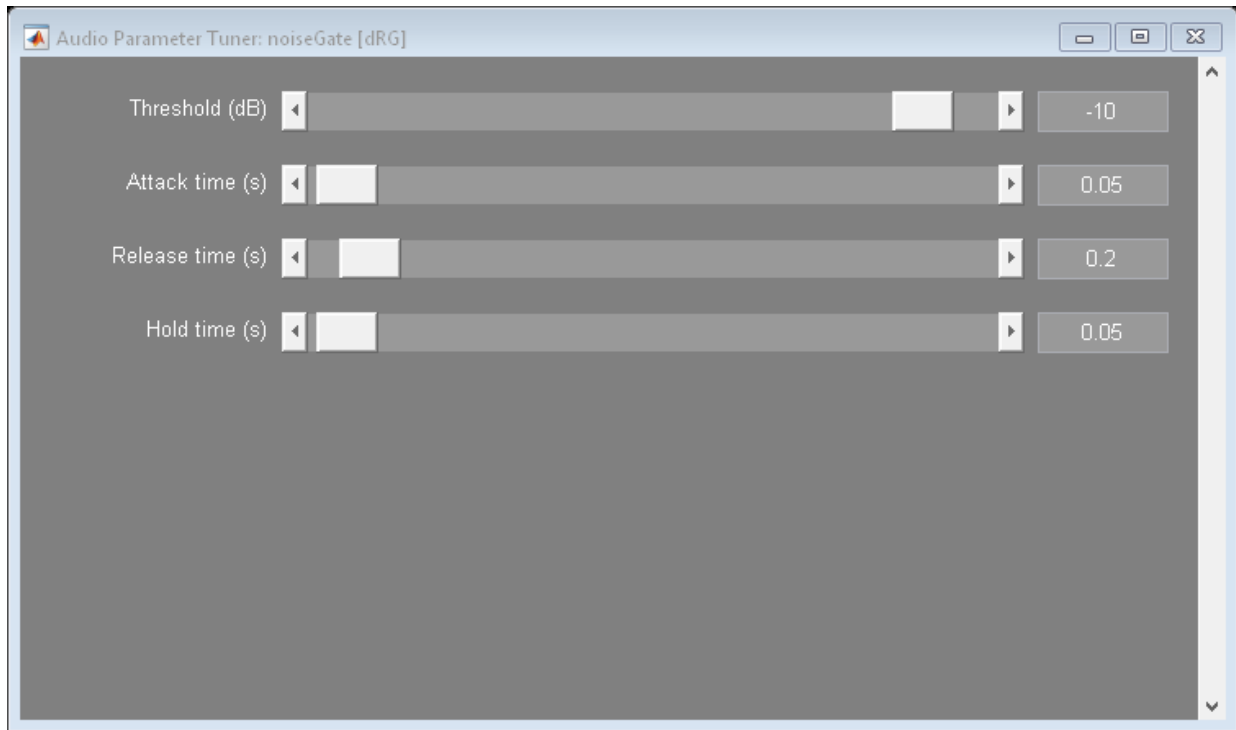 Audio Parameter Tuner: noiseGate [dRG]
Threshold (dB) -10
Attack time (s) 0.05
Release time (s) 0.2
Hold time (s) 0.05